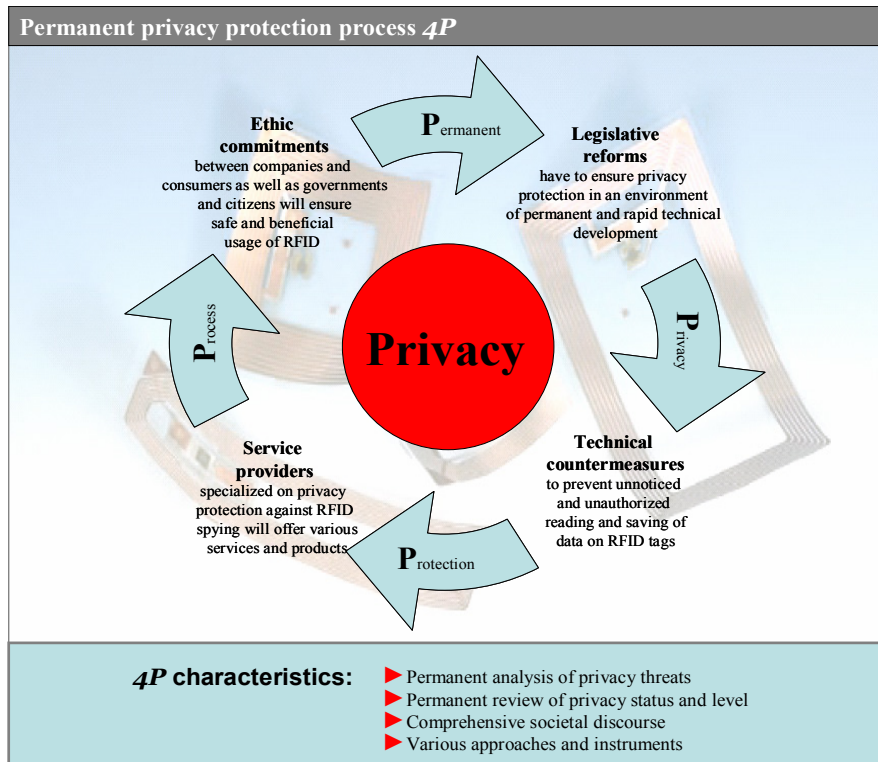 Permanent privacy protection process 4P
Ethic
commitments
between companies and
consumers as well as governments
and citizens will ensure
safe and beneficial
usage of RFID
Permanent
Legislative
reforms
have to ensure privacy
protection in an environment
of permanent and rapid technical
development
Privacy
Privacy
Technical
countermeasures
to prevent unnoticed
and unauthorized
reading and saving of
data on RFID tags
Protection
Service
providers
specialized on privacy
protection against RFID
spying will offer various
services and products
Process
4P characteristics:
Permanent analysis of privacy threats
Permanent review of privacy status and level
Comprehensive societal discourse
Various approaches and instruments